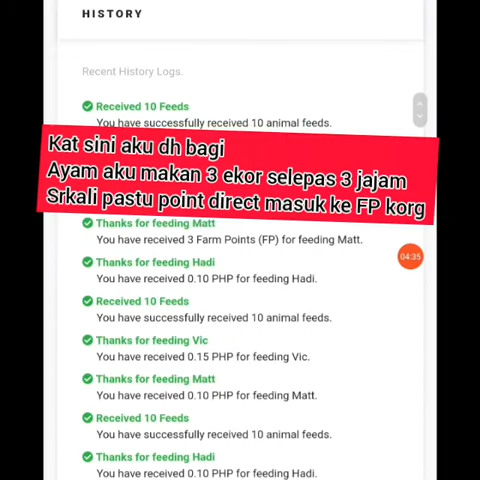 HISTORY
Recent History Logs.
Received 10 Feeds
You have successfully received 10 animal feeds.
Kat sini aku dh bagi
Ayam aku makan 3 ekor selepas 3 jajam
Srkali pastu point direct masuk ke FP korg
Thanks for feeding Matt
You have received 3 Farm Points (FP) for feeding Matt.
Thanks for feeding Hadi
You have received 0.10 PHP for feeding Hadi.
04:35
Received 10 Feeds
You have successfully received 10 animal feeds.
Thanks for feeding Vic
You have received 0.15 PHP for feeding Vic.
Thanks for feeding Matt
You have received 0.10 PHP for feeding Matt.
Received 10 Feeds
You have successfully received 10 animal feeds.
Thanks for feeding Hadi
You have received 0.10 PHP for feeding Hadi.